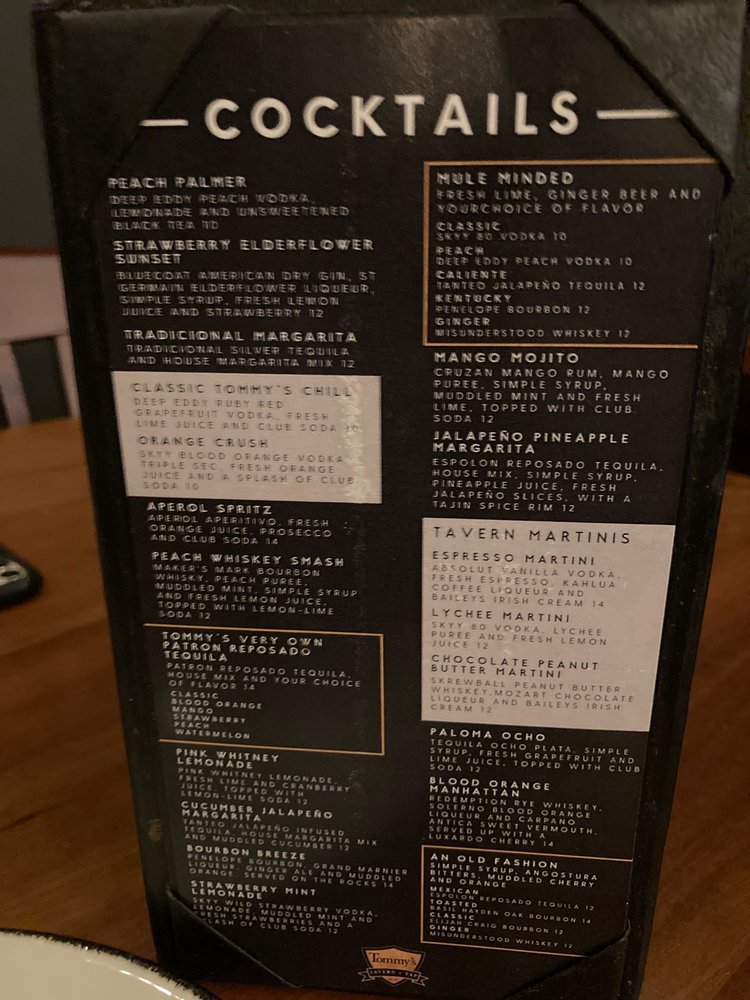 COCKTAILS
PEACH PALMER
DEEP EDDY PEACH VODKA,
LEMONADE AND UNSWEETENED
BLACK TEA 10
STRAWBERRY ELDERFLOWER
SUNSET
BLUECOAT AMERICAN DRY GIN, ST
GERMAIN ELDERFLOWER LIQUEUR,
SIMPLE SYRUP, FRESH LEMON
JUICE AND STRAWBERRY 12
TRADICIONAL MARGARITA
TRADICIONAL SILVER TEQUILA
AND HOUSE MARGARITA MIX 12
CLASSIC TOMMY'S CHILL
DEEP EDDY RUBY RED
GRAPEFRUIT VODKA, FRESH
LIME JUICE AND CLUB SODA 10
ORANGE CRUSH
SKYY BLOOD ORANGE VODKA
TRIPLE SEC, FRESH ORANGE
JUICE AND A SPLASH OF CLUB
SODA 10
APEROL SPRITZ
APEROL APERITIVO, FRESH
ORANGE JUICE, PROSECCO
AND CLUB SODA 14
PEACH WHISKEY SMASH
MAKER'S MARK BOURBON
WHISKY, PEACH PUREE,
MUDDLED MINT, SIMPLE SYRUP
AND FRESH LEMON JUICE,
TOPPED WITH LEMON-LIME
SODA 12
TOMMY'S VERY OWN
PATRON REPOSADO
TEQUILA
PATRON REPOSADO TEQUILA,
HOUSE MIX AND YOUR CHOICE
OF FLAVOR 14
CLASSIC
BLOOD ORANGE
MANGO
STRAWBERRY
PEACH
WATERMELON
PINK WHITNEY
LEMONADE
PINK WHITNEY LEMONADE,
FRESH LIME AND CRANBERRY
JUICE, TOPPED WITH
LEMON-LIME SODA 12
CUCUMBER JALAPEÑO
MARGARITA
TANTEO JALAPEÑO INFUSED
TEQUILA, HOUSE MARGARITA MIX
AND MUDDLED CUCUMBER 12
BOURBON BREEZE
PENELOPE BOURBON, GRAND MARNIER
LIQUEUR, GINGER ALE AND MUDDLED
ORANGE. SERVED ON THE ROCKS 14
STRAWBERRY MINT
LEMONADE
SKYY WILD STRAWBERRY VODKA,
LEMONADE, MUDDLED MINT AND
FRESH STRAWBERRIES AND A
SPLASH OF CLUB SODA 12
MULE MINDED
FRESH LIME, GINGER BEER AND
YOURCHOICE OF FLAVOR
CLASSIC
SKYY 80 VODKA 10
PEACH
DEEP EDDY PEACH VODKA 10
CALIENTE
TANTEO JALAPEÑO TEQUILA 12
KENTUCKY
PENELOPE BOURBON 12
GINGER
MISUNDERSTOOD WHISKEY 12
MANGO MOJITO
CRUZAN MANGO RUM, MANGO
PUREE, SIMPLE SYRUP,
MUDDLED MINT AND FRESH
LIME, TOPPED WITH CLUB
SODA 12
JALAPEÑO PINEAPPLE
MARGARITA
ESPOLON REPOSADO TEQUILA,
HOUSE MIX, SIMPLE SYRUP,
PINEAPPLE JUICE, FRESH
JALAPEÑO SLICES, WITH A
TAJIN SPICE RIM 12
TAVERN MARTINIS
ESPRESSO MARTINI
ABSOLUT VANILLA VODKA,
FRESH ESPRESSO, KAHLUA
COFFEE LIQUEUR AND
BAILEYS IRISH CREAM 14
LYCHEE MARTINI
SKYY 80 VODKA, LYCHEE
PUREE AND FRESH LEMON
JUICE 12
CHOCOLATE PEANUT
BUTTER MARTINI
SKREWBALL PEANUT BUTTER
WHISKEY,MOZART CHOCOLATE
LIQUEUR AND BAILEYS IRISH
CREAM 12
PALOMA OCHO
TEQUILA OCHO PLATA, SIMPLE
SYRUP, FRESH GRAPEFRUIT AND
LIME JUICE, TOPPED WITH CLUB
SODA 12
BLOOD ORANGE
MANHATTAN
REDEMPTION RYE WHISKEY,
SOLERNO BLOOD ORANGE
LIQUEUR AND CARPANO
ANTICA SWEET VERMOUTH,
SERVED UP WITH A
LUXARDO CHERRY 14
AN OLD FASHION
SIMPLE SYRUP, ANGOSTURA
BITTERS, MUDDLED CHERRY
AND ORANGE
MEXICAN
ESPOLON REPOSADO TEQUILA 12
TOASTED
BASIL HAYDEN OAK BOURBON 14
CLASSIC
ELIJAH CRAIG BOURBON 12
GINGER
MISUNDERSTOOD WHISKEY 12
Tommy's
TAVERN + TAP